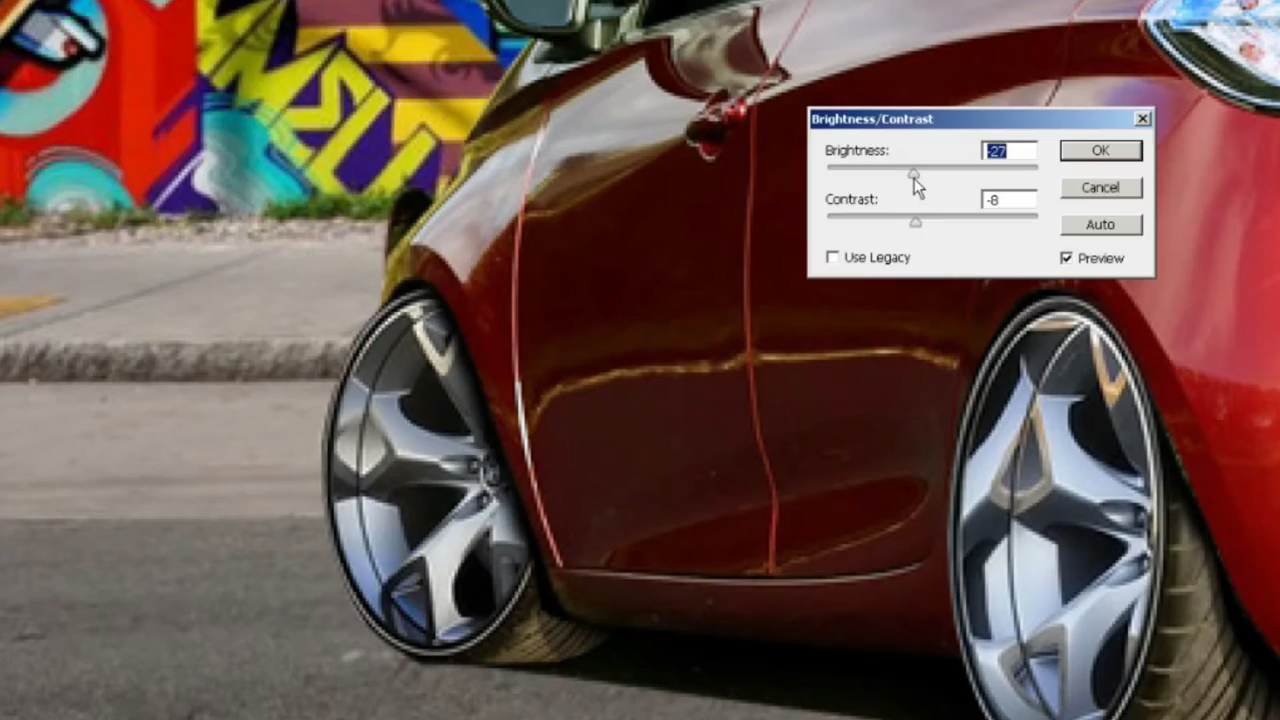 Brightness/Contrast
Brightness: -27
OK
Cancel
Contrast: -8
Auto
Use Legacy
Preview